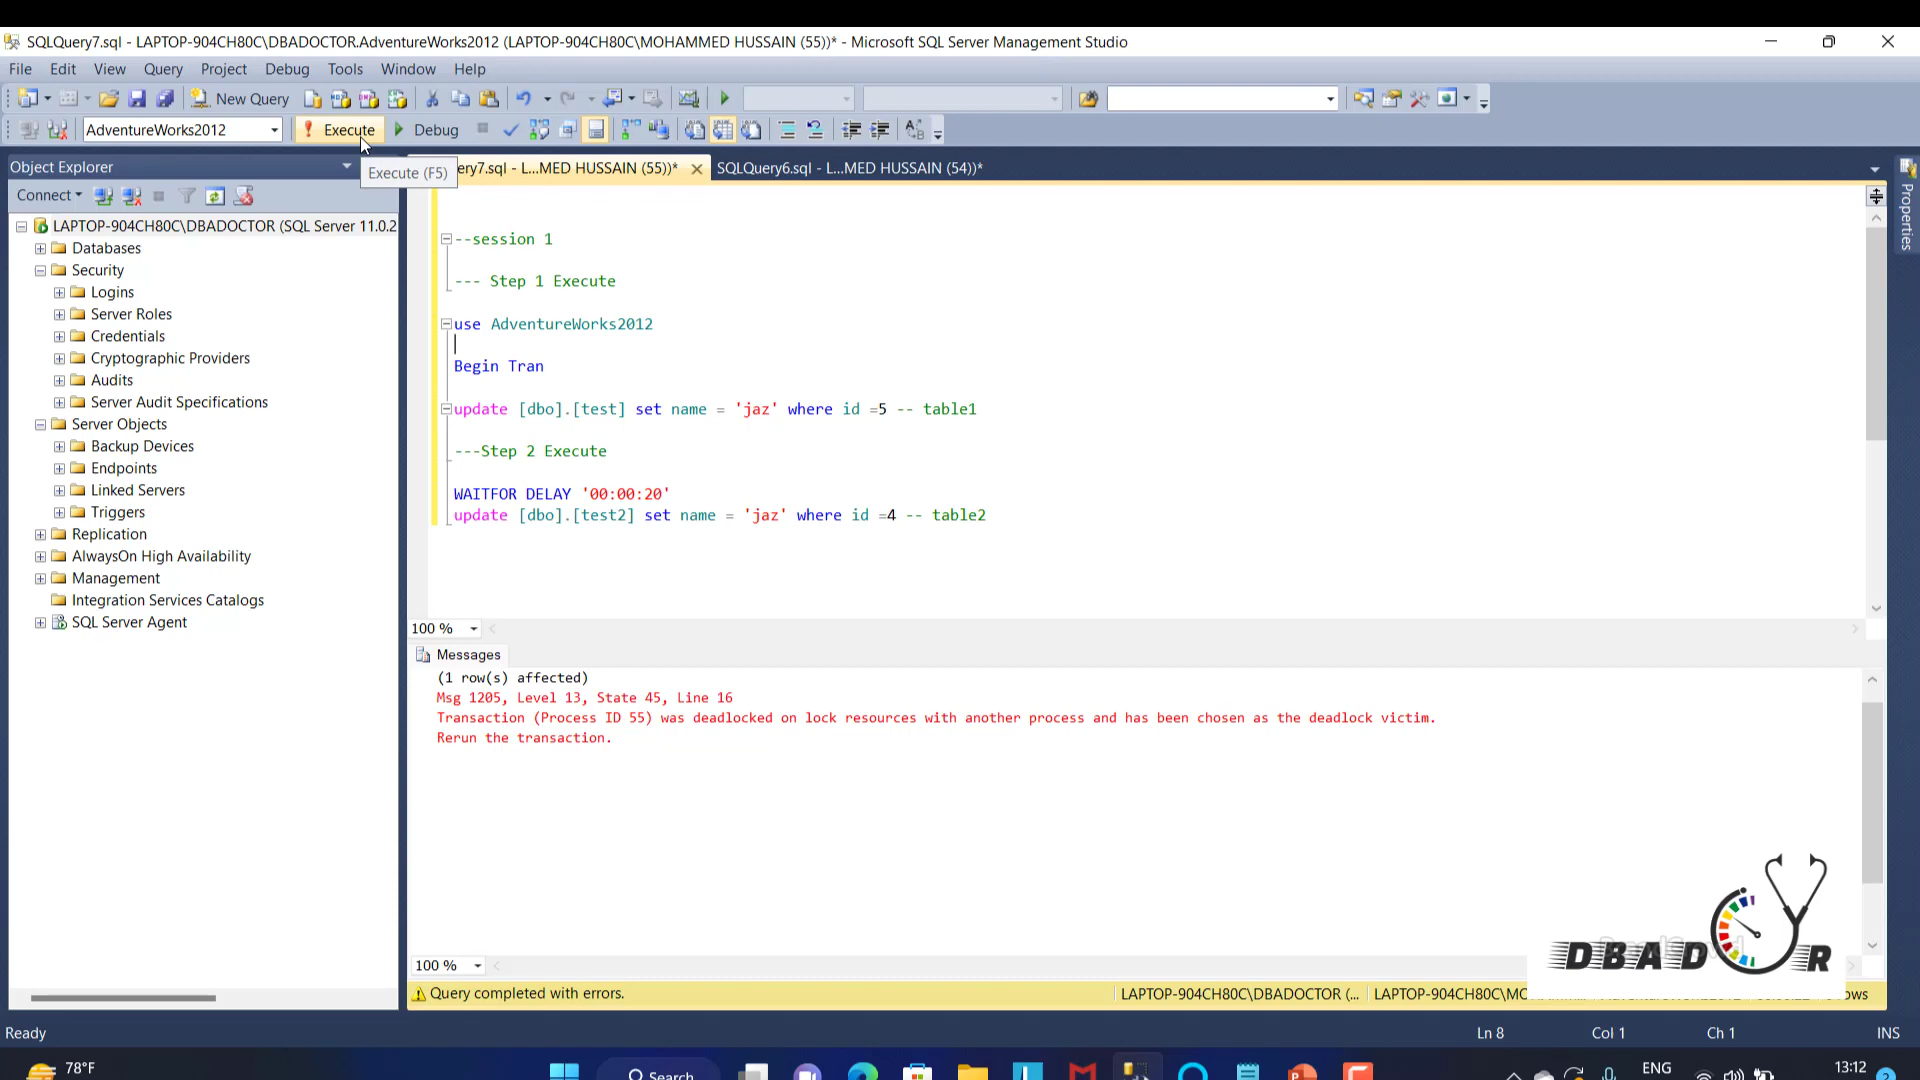 SQLQuery7.sql - LAPTOP-904CH80C\DBADOCTOR.AdventureWorks2012 (LAPTOP-904CH80C\MOHAMMED HUSSAIN (55))* - Microsoft SQL Server Management Studio
File Edit View Query Project Debug Tools Window Help
New Query
AdventureWorks2012 Execute Debug
Object Explorer
Execute (F5)
ery7.sql - L...MED HUSSAIN (55))* SQLQuery6.sql - L...MED HUSSAIN (54))*
Connect
Properties
LAPTOP-904CH80C\DBADOCTOR (SQL Server 11.0.2
Databases
Security
Logins
Server Roles
Credentials
Cryptographic Providers
Audits
Server Audit Specifications
Server Objects
Backup Devices
Endpoints
Linked Servers
Triggers
Replication
AlwaysOn High Availability
Management
Integration Services Catalogs
SQL Server Agent
--session 1
--- Step 1 Execute
use AdventureWorks2012
Begin Tran
update [dbo].[test] set name = 'jaz' where id =5 -- table1
---Step 2 Execute
WAITFOR DELAY '00:00:20'
update [dbo].[test2] set name = 'jaz' where id =4 -- table2
100 %
Messages
(1 row(s) affected)
Msg 1205, Level 13, State 45, Line 16
Transaction (Process ID 55) was deadlocked on lock resources with another process and has been chosen as the deadlock victim.
Rerun the transaction.
100 %
DBAD R
Query completed with errors. LAPTOP-904CH80C\DBADOCTOR (... LAPTOP-904CH80C\MO
Ready Ln 8 Col 1 Ch 1 INS
78°F Search ENG 13:12 2